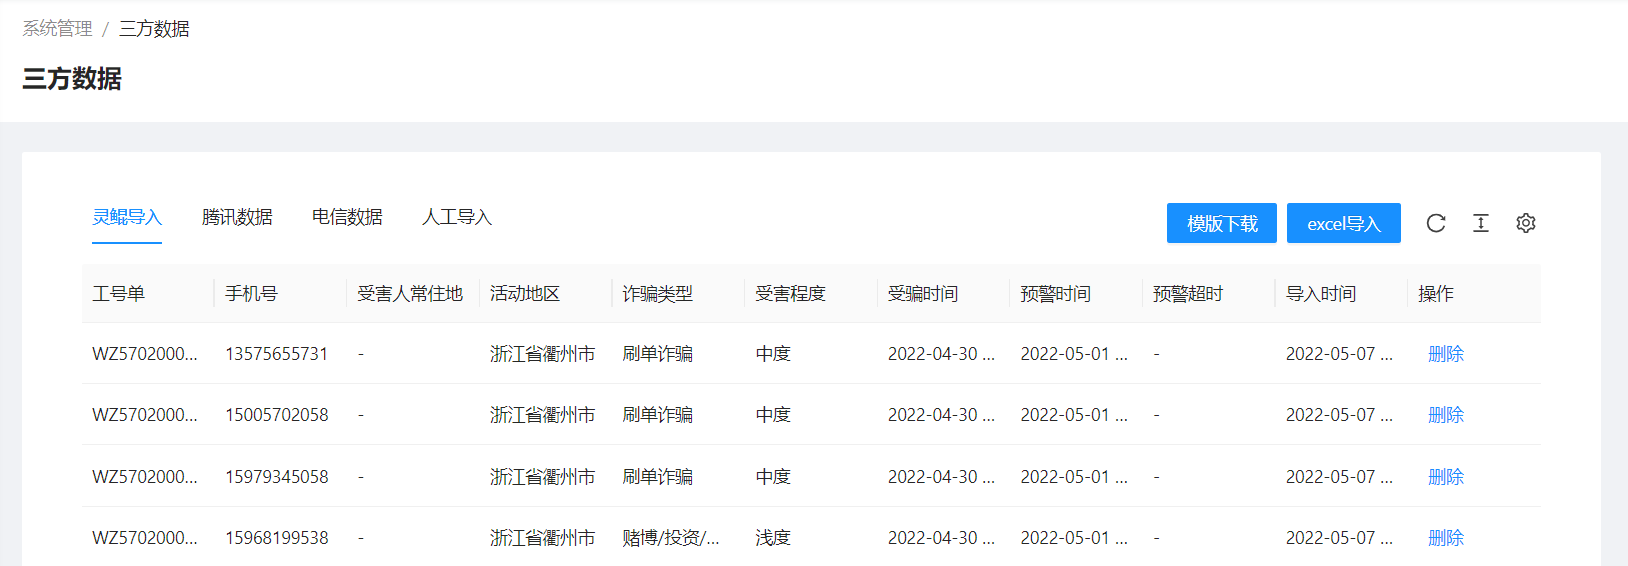 系统管理 / 三方数据
三方数据
灵鲲导入 腾讯数据 电信数据 人工导入 模版下载 excel导入
工号单 手机号 受害人常住地 活动地区 诈骗类型 受害程度 受骗时间 预警时间 预警超时 导入时间 操作
WZ5702000... 13575655731 - 浙江省衢州市 刷单诈骗 中度 2022-04-30 ... 2022-05-01 ... - 2022-05-07 ... 删除
WZ5702000... 15005702058 - 浙江省衢州市 刷单诈骗 中度 2022-04-30 ... 2022-05-01 ... - 2022-05-07 ... 删除
WZ5702000... 15979345058 - 浙江省衢州市 刷单诈骗 中度 2022-04-30 ... 2022-05-01 ... - 2022-05-07 ... 删除
WZ5702000... 15968199538 - 浙江省衢州市 赌博/投资/... 浅度 2022-04-30 ... 2022-05-01 ... - 2022-05-07 ... 删除